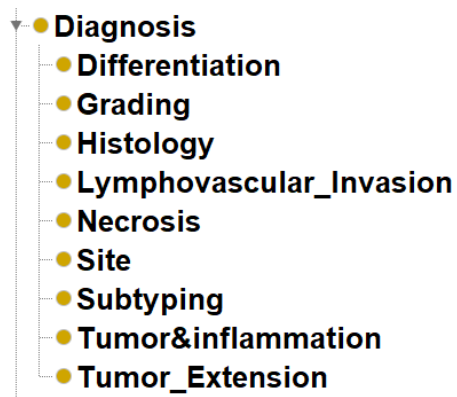 Diagnosis
Differentiation
Grading
Histology
Lymphovascular_Invasion
Necrosis
Site
Subtyping
Tumor&inflammation
Tumor_Extension